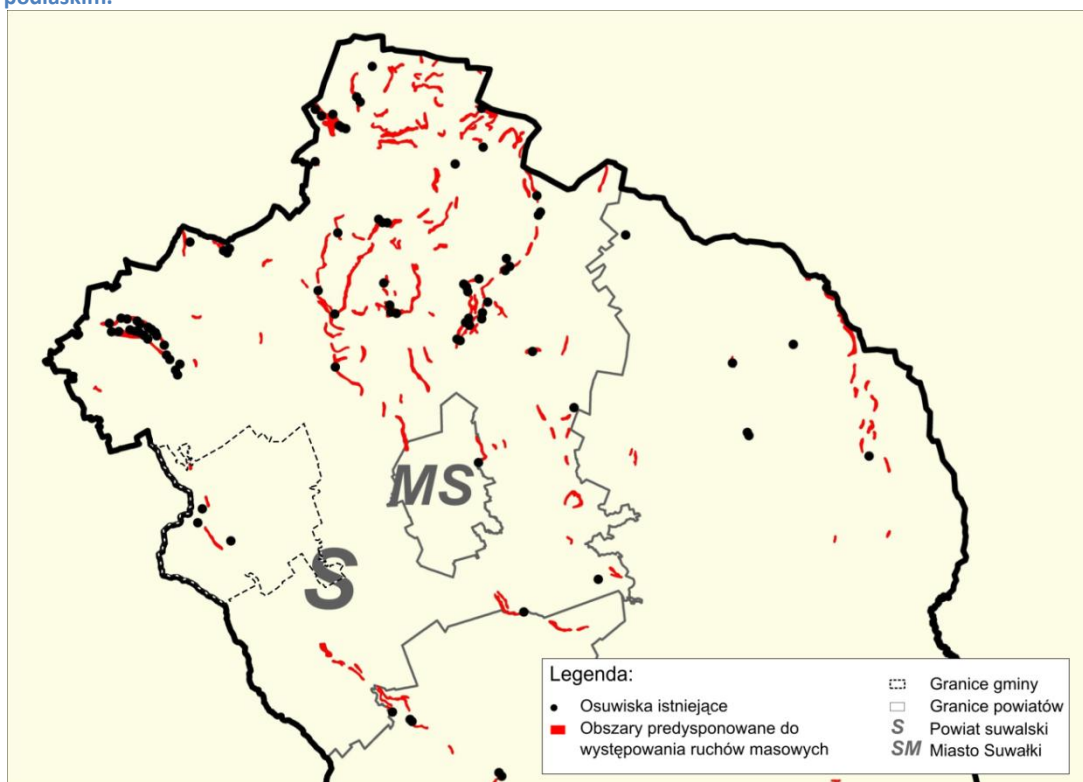 podlaskim.
MS
S
Legenda:
Osuwiska istniejące
Obszary predysponowane do
występowania ruchów masowych
Granice gminy
Granice powiatów
S Powiat suwalski
SM Miasto Suwałki